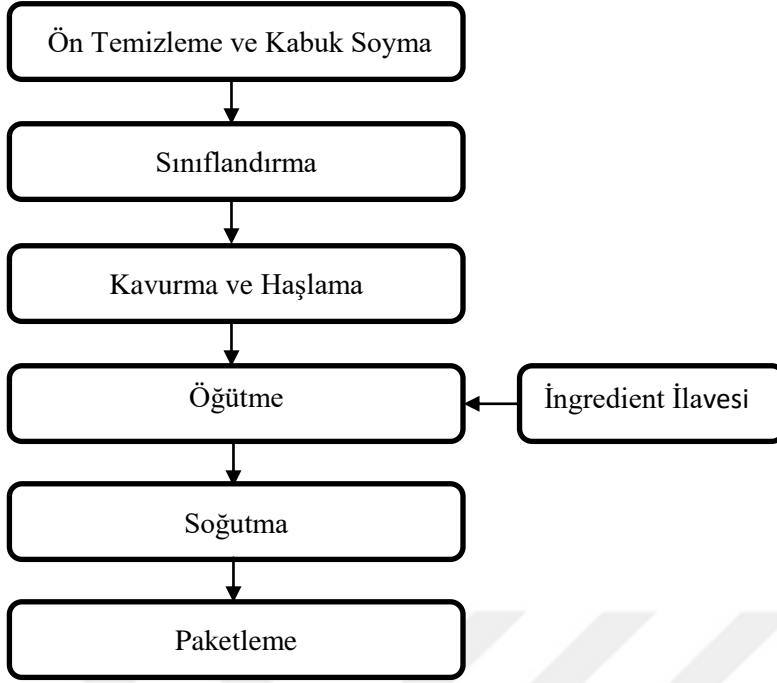 Ön Temizleme ve Kabuk Soyma
Sınıflandırma
Kavurma ve Haşlama
Öğütme
İngredient İlavesi
Soğutma
Paketleme